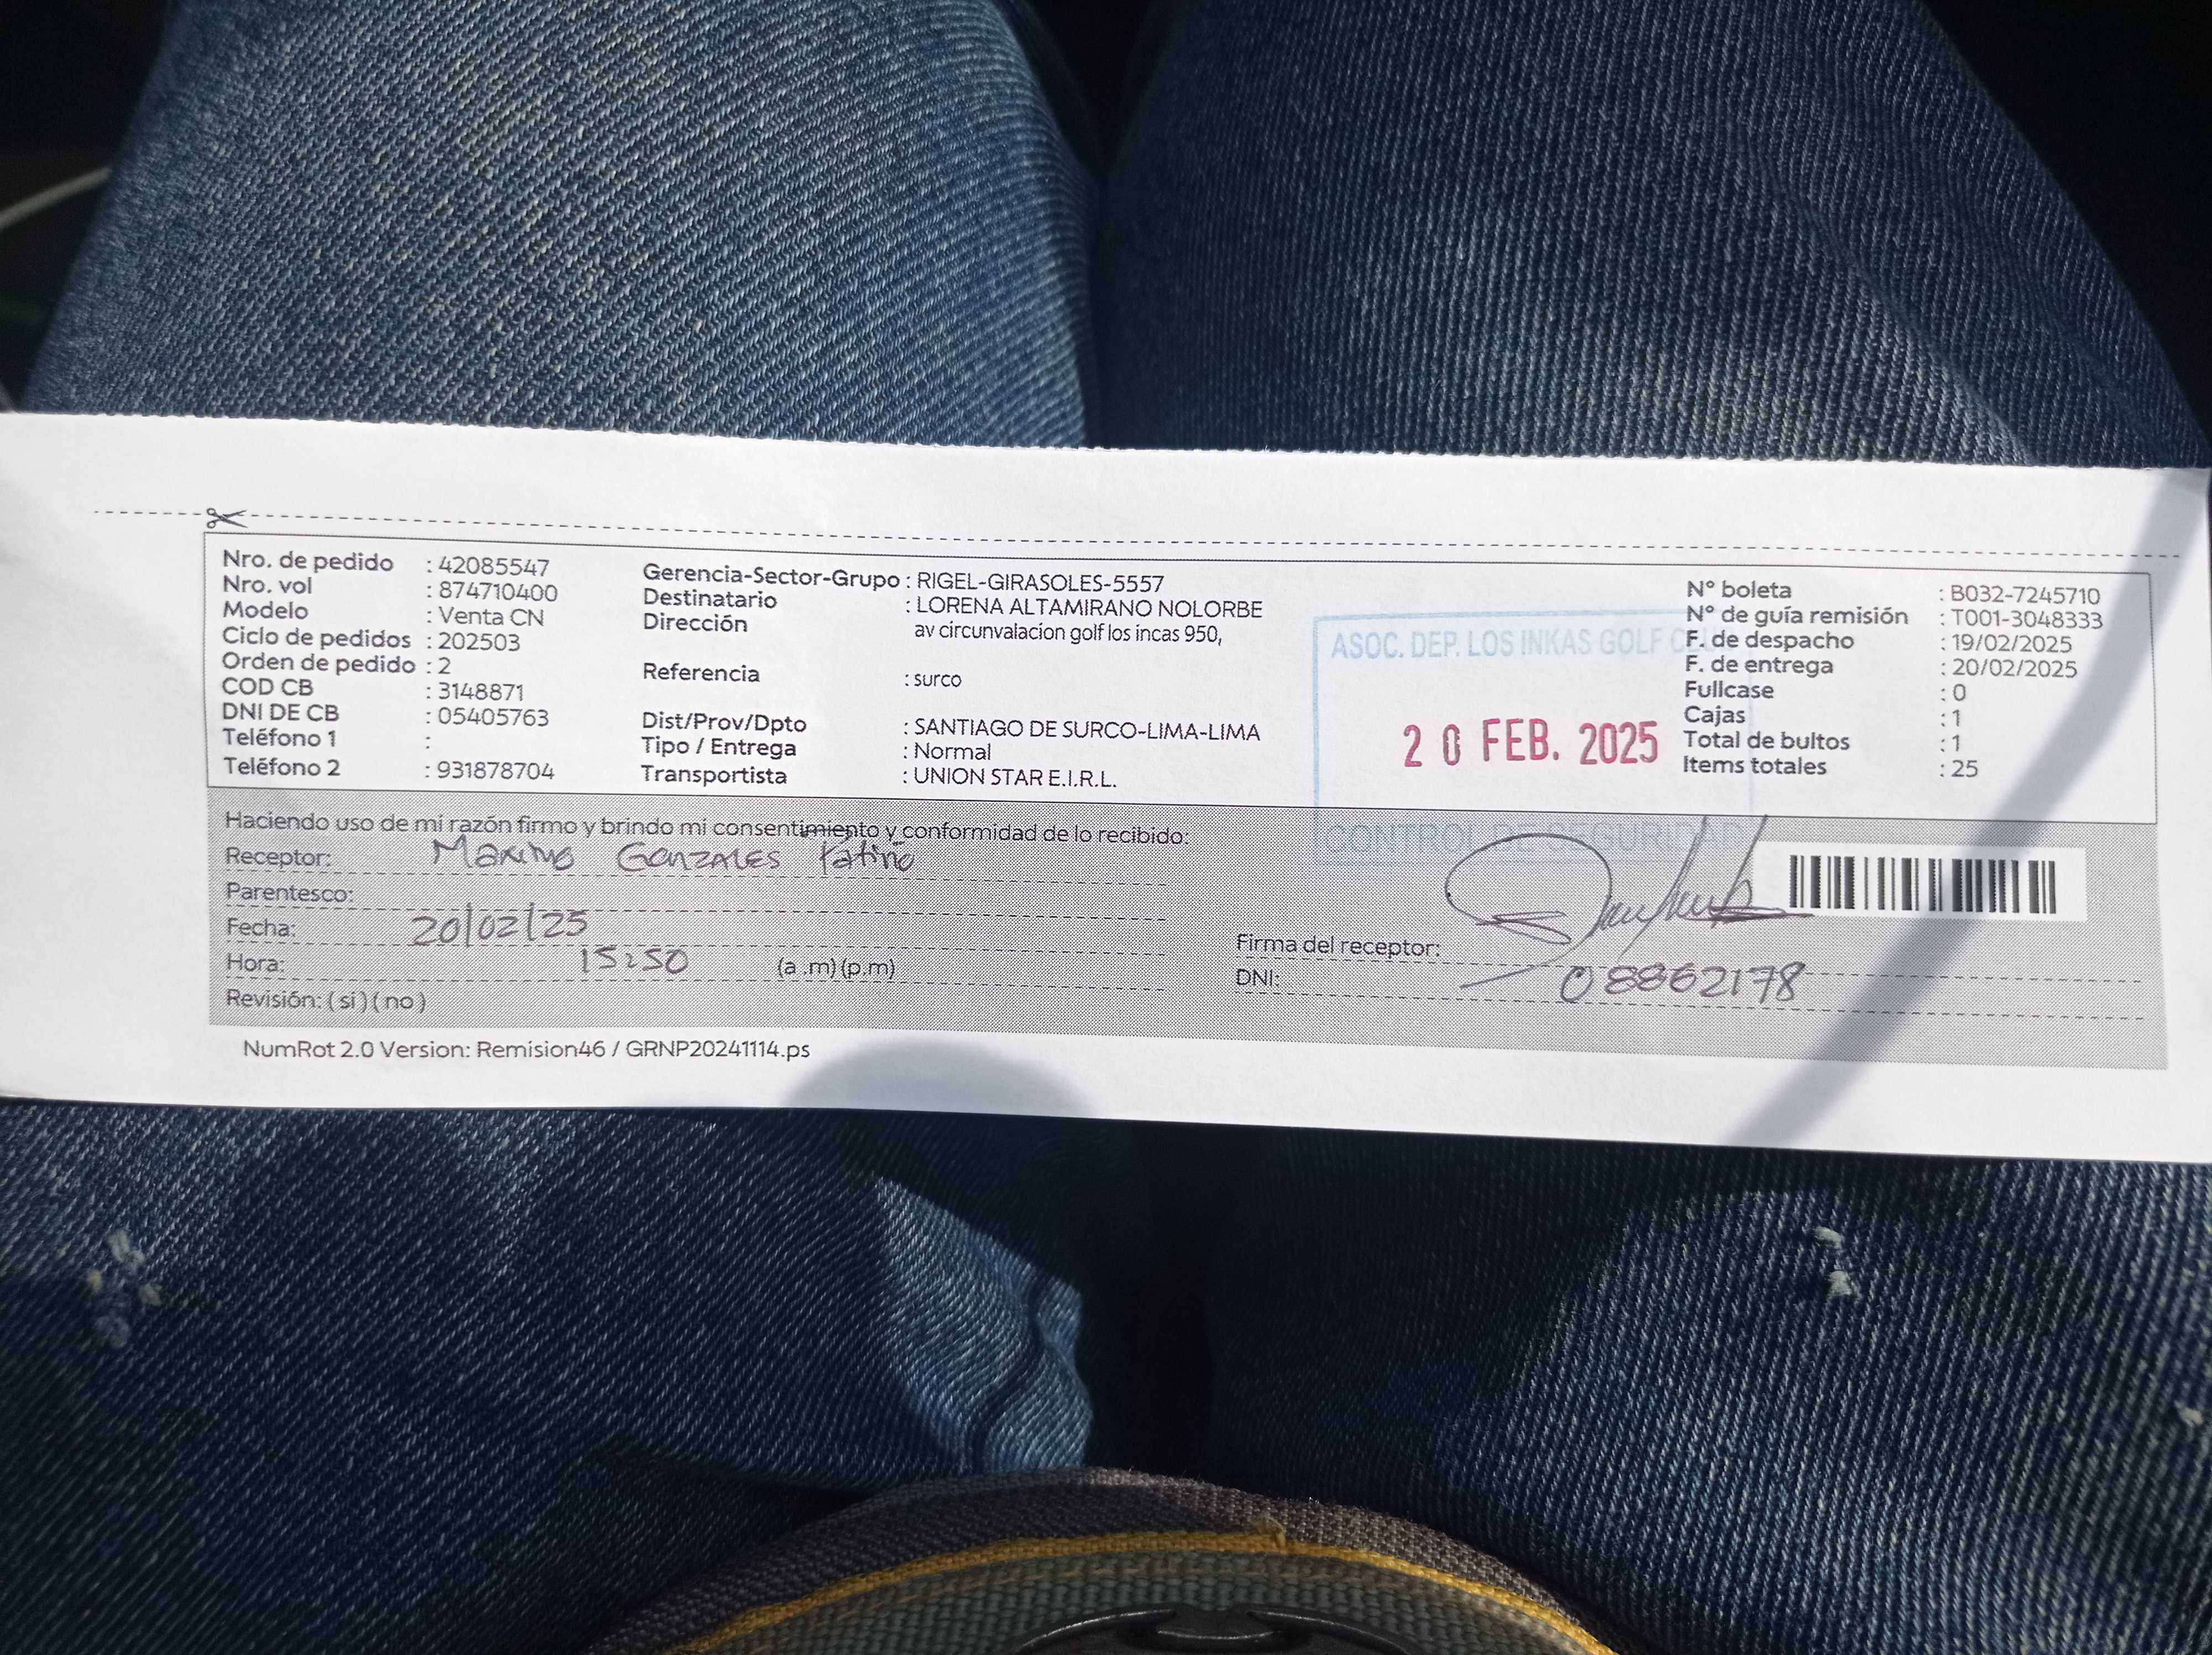 Nro. de pedido : 42085547
Nro. vol : 874710400
Modelo : Venta CN
Ciclo de pedidos : 202503
Orden de pedido : 2
COD CB : 3148871
DNI DE CB : 05405763
Teléfono 1 :
Teléfono 2 : 931878704
Gerencia-Sector-Grupo : RIGEL-GIRASOLES-5557
Destinatario : LORENA ALTAMIRANO NOLORBE
Dirección av circunvalacion golf los incas 950,
Referencia : surco
Dist/Prov/Dpto : SANTIAGO DE SURCO-LIMA-LIMA
Tipo / Entrega : Normal
Transportista : UNION STAR E.I.R.L.
ASOC. DEP. LOS INKAS GOLF
20 FEB. 2025
CONTROL DE SEGURIDAD
N° boleta : B032-7245710
N° de guía remisión : T001-3048333
F. de despacho : 19/02/2025
F. de entrega : 20/02/2025
Fullcase : 0
Cajas : 1
Total de bultos : 1
Items totales : 25
Haciendo uso de mi razón firmo y brindo mi consentimiento y conformidad de lo recibido:
Receptor: Maximo Gonzales Patiño
Parentesco:
Fecha: 20/02/25
Hora: 15:50 (a .m) (p.m)
Revisión: ( si ) ( no )
Firma del receptor:
DNI: 08862178
NumRot 2.0 Version: Remision46 / GRNP20241114.ps